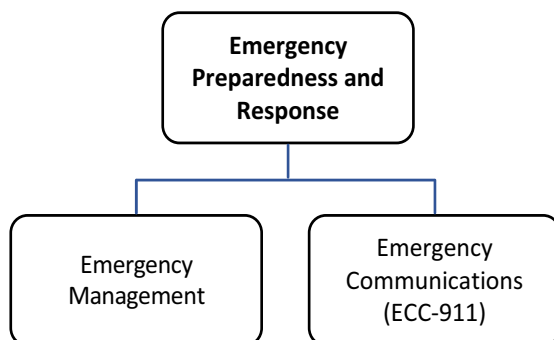 Emergency
Preparedness and
Response
Emergency
Management
Emergency
Communications
(ECC-911)